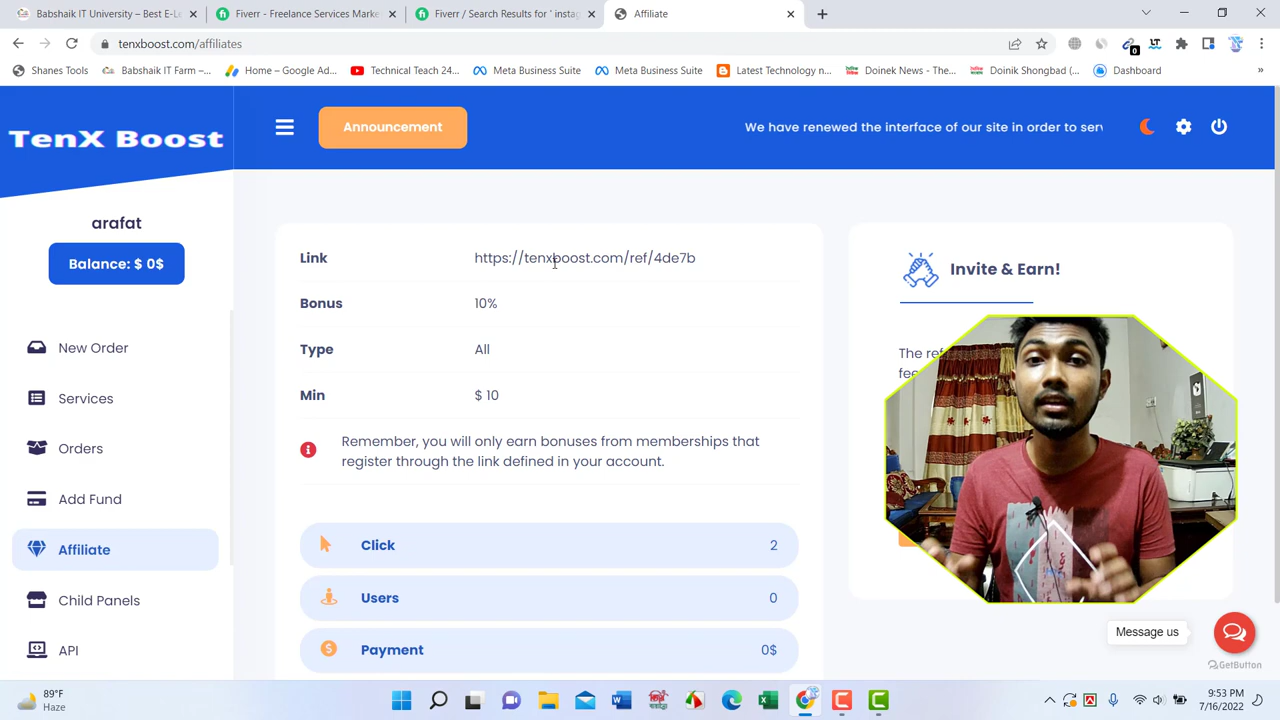 Babshaik IT University – Best E-Le
Fiverr - Freelance Services Marke
Fiverr / Search Results for ' instag
Affiliate
tenxboost.com/affiliates
Shanes Tools
Babshaik IT Farm –...
Home – Google Ad...
Technical Teach 24...
Meta Business Suite
Meta Business Suite
Latest Technology n...
Doinek News - The...
Doinik Shongbad (...
Dashboard
»
TenX Boost
Announcement
We have renewed the interface of our site in order to serv
arafat
Balance: $ 0$
New Order
Services
Orders
Add Fund
Affiliate
Child Panels
API
Link https://tenxboost.com/ref/4de7b
Bonus 10%
Type All
Min $ 10
Remember, you will only earn bonuses from memberships that
register through the link defined in your account.
Click 2
Users 0
Payment 0$
Invite & Earn!
The
Message us
GetButton
89°F
Haze
9:53 PM
7/16/2022